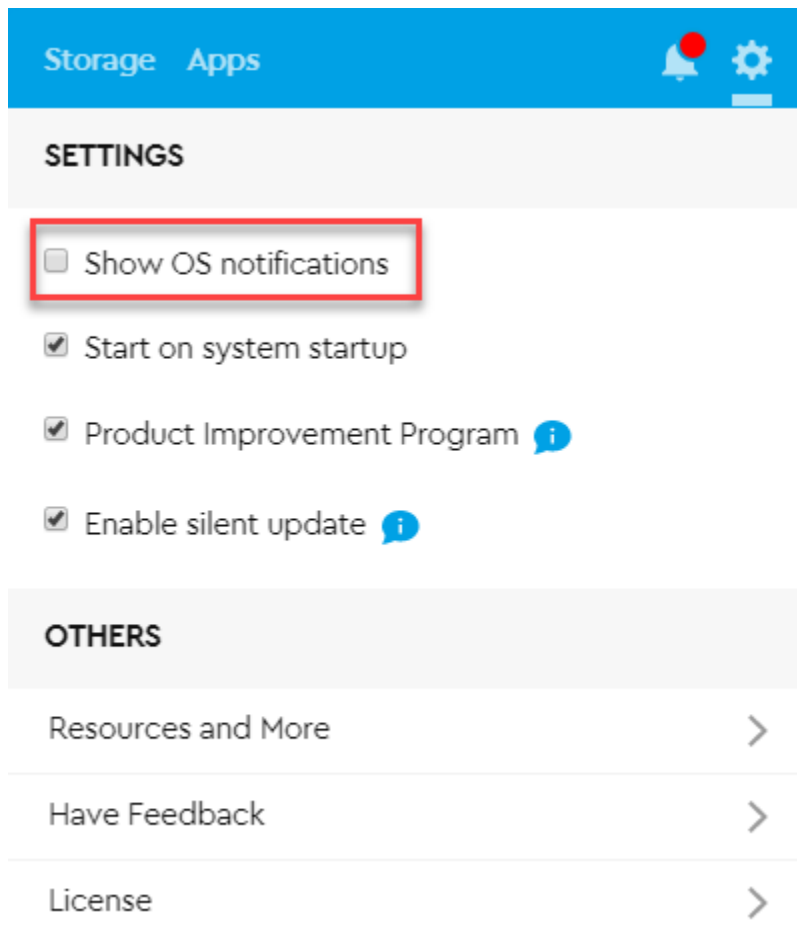 Storage Apps
SETTINGS
Show OS notifications
Start on system startup
Product Improvement Program
Enable silent update
OTHERS
Resources and More
Have Feedback
License